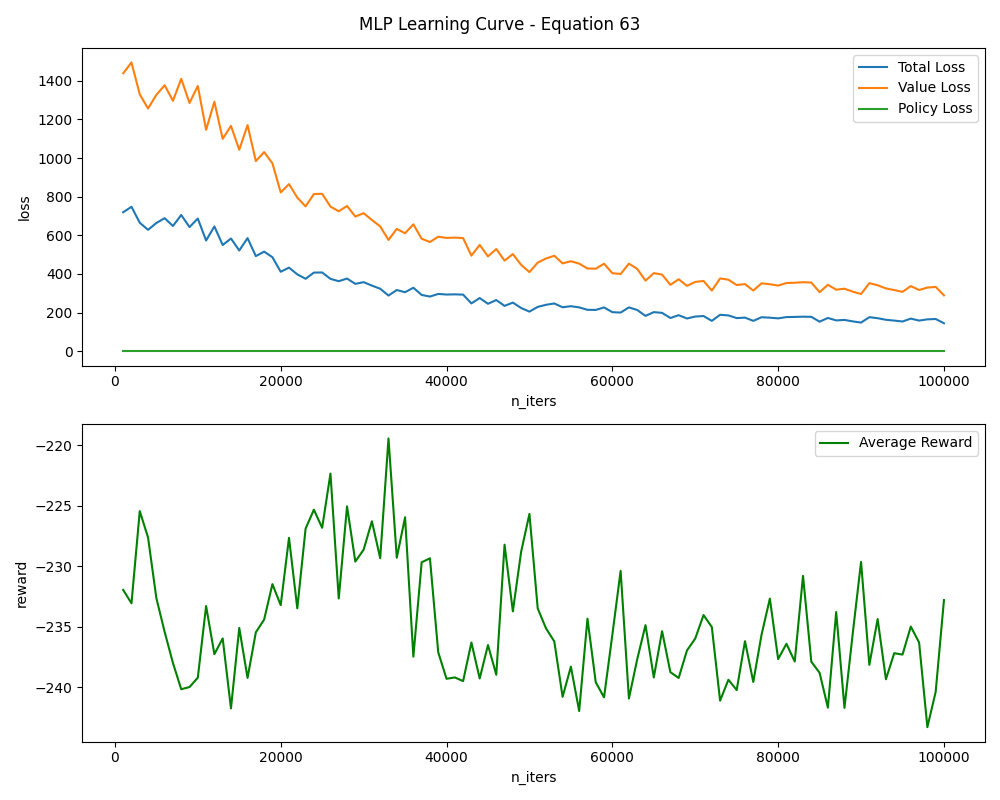 MLP Learning Curve - Equation 63
Total Loss
Value Loss
Policy Loss
loss
1400
1200
1000
800
600
400
200
0
0 20000 40000 60000 80000 100000
n_iters
Average Reward
reward
−220
−225
−230
−235
−240
0 20000 40000 60000 80000 100000
n_iters